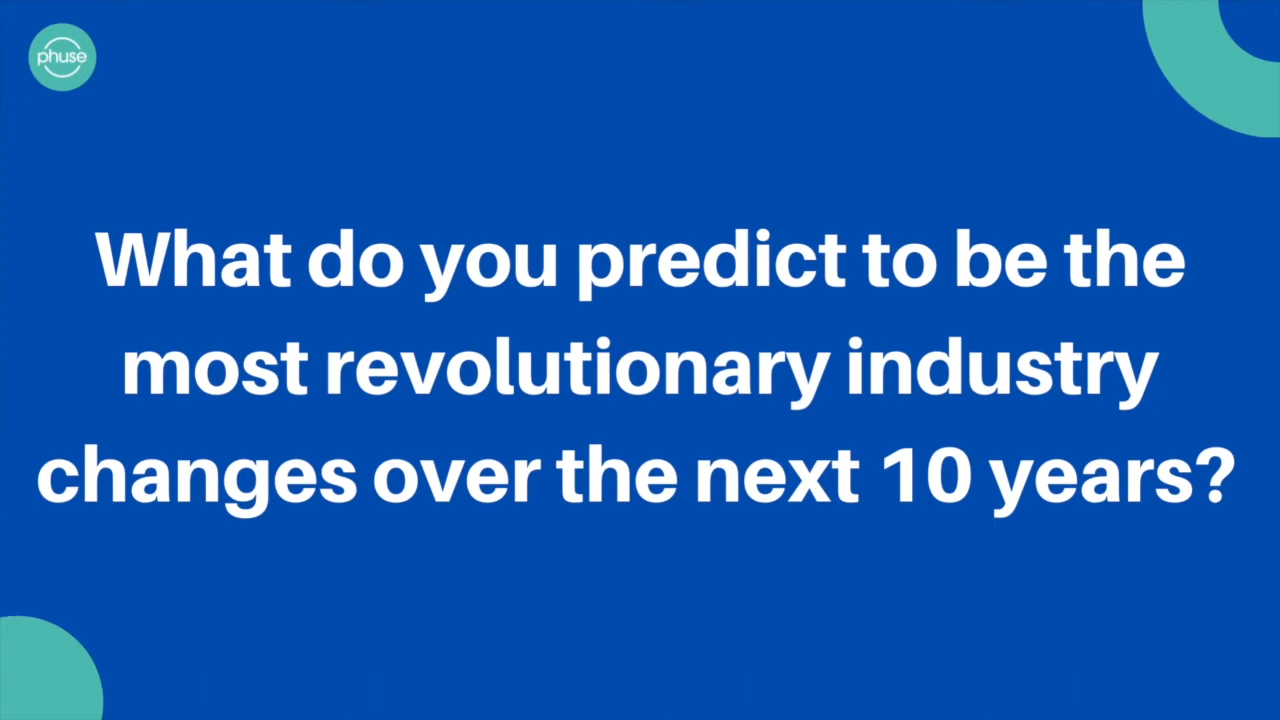 phuse
What do you predict to be the
most revolutionary industry
changes over the next 10 years?